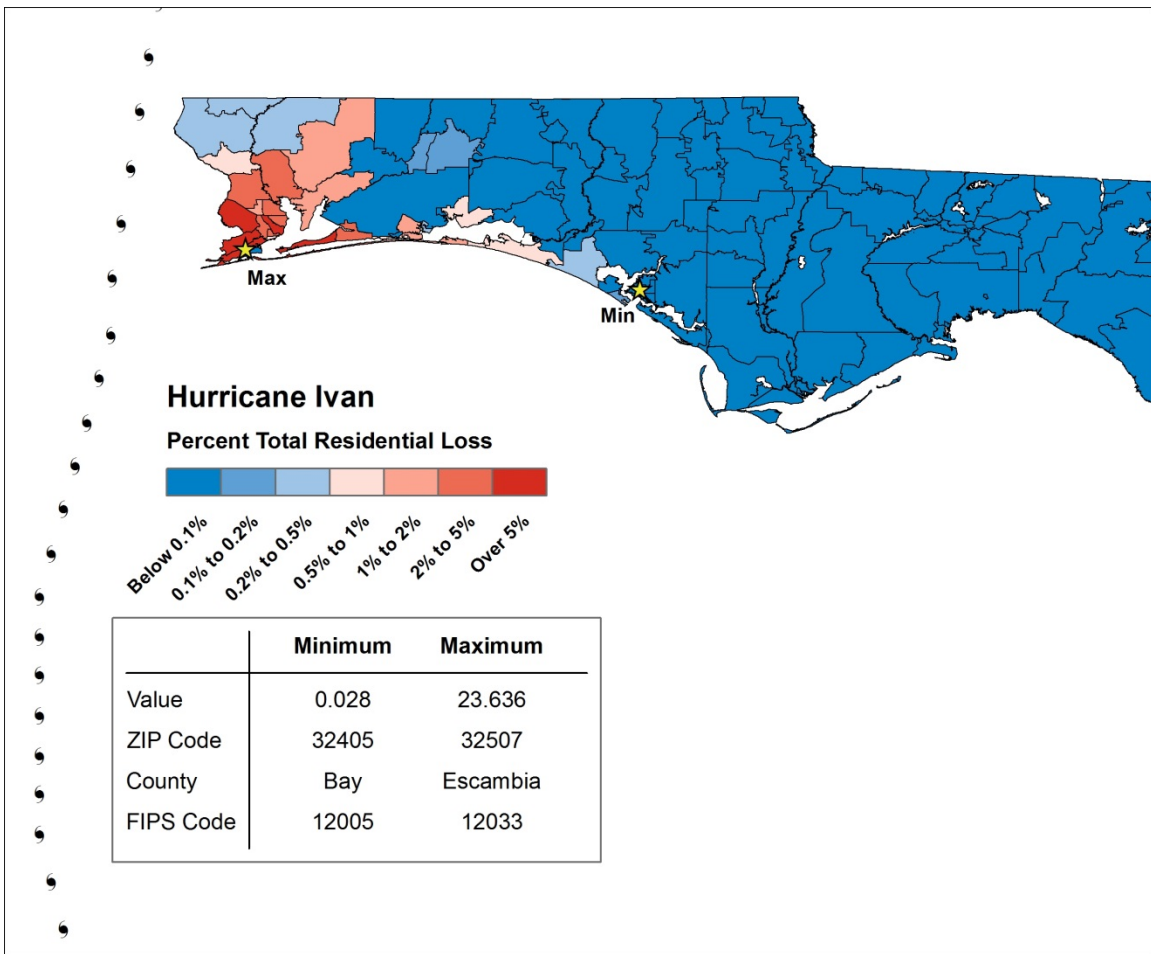 Max
Min
Hurricane Ivan
Percent Total Residential Loss
Below 0.1%
0.1% to 0.2%
0.2% to 0.5%
0.5% to 1%
1% to 2%
2% to 5%
Over 5%
Minimum Maximum
Value 0.028 23.636
ZIP Code 32405 32507
County Bay Escambia
FIPS Code 12005 12033